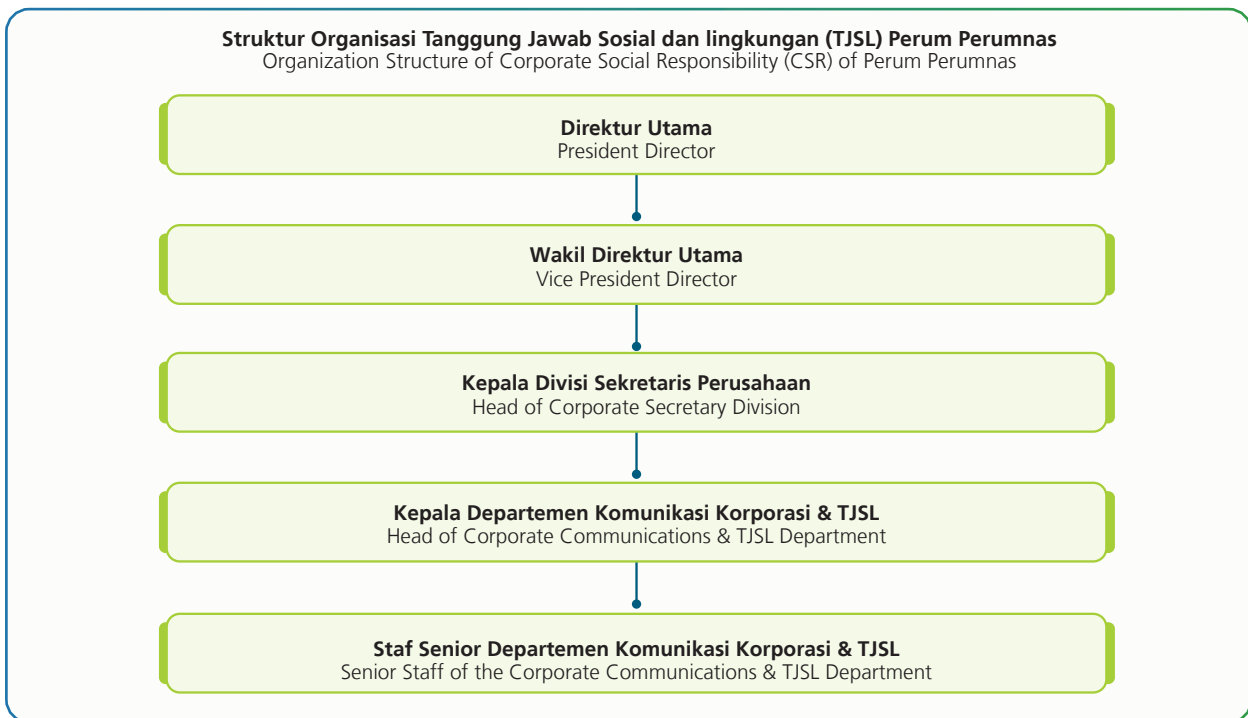 Struktur Organisasi Tanggung Jawab Sosial dan lingkungan (TJSL) Perum Perumnas
Organization Structure of Corporate Social Responsibility (CSR) of Perum Perumnas
Direktur Utama
President Director
Wakil Direktur Utama
Vice President Director
Kepala Divisi Sekretaris Perusahaan
Head of Corporate Secretary Division
Kepala Departemen Komunikasi Korporasi & TJSL
Head of Corporate Communications & TJSL Department
Staf Senior Departemen Komunikasi Korporasi & TJSL
Senior Staff of the Corporate Communications & TJSL Department